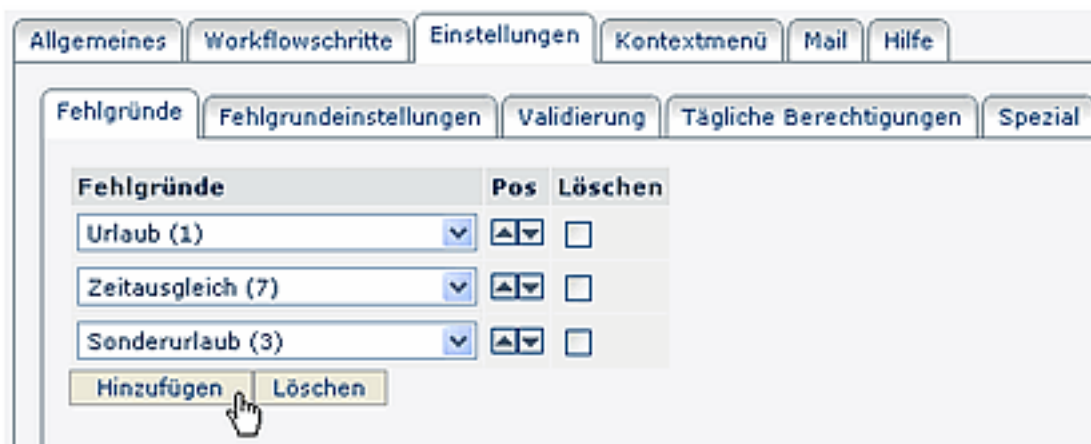 Allgemeines Workflowschritte Einstellungen Kontextmenü Mail Hilfe
Fehlgründe Fehlgrundeinstellungen Validierung Tägliche Berechtigungen Spezial
Fehlgründe Pos Löschen
Urlaub (1)
Zeitausgleich (7)
Sonderurlaub (3)
Hinzufügen Löschen